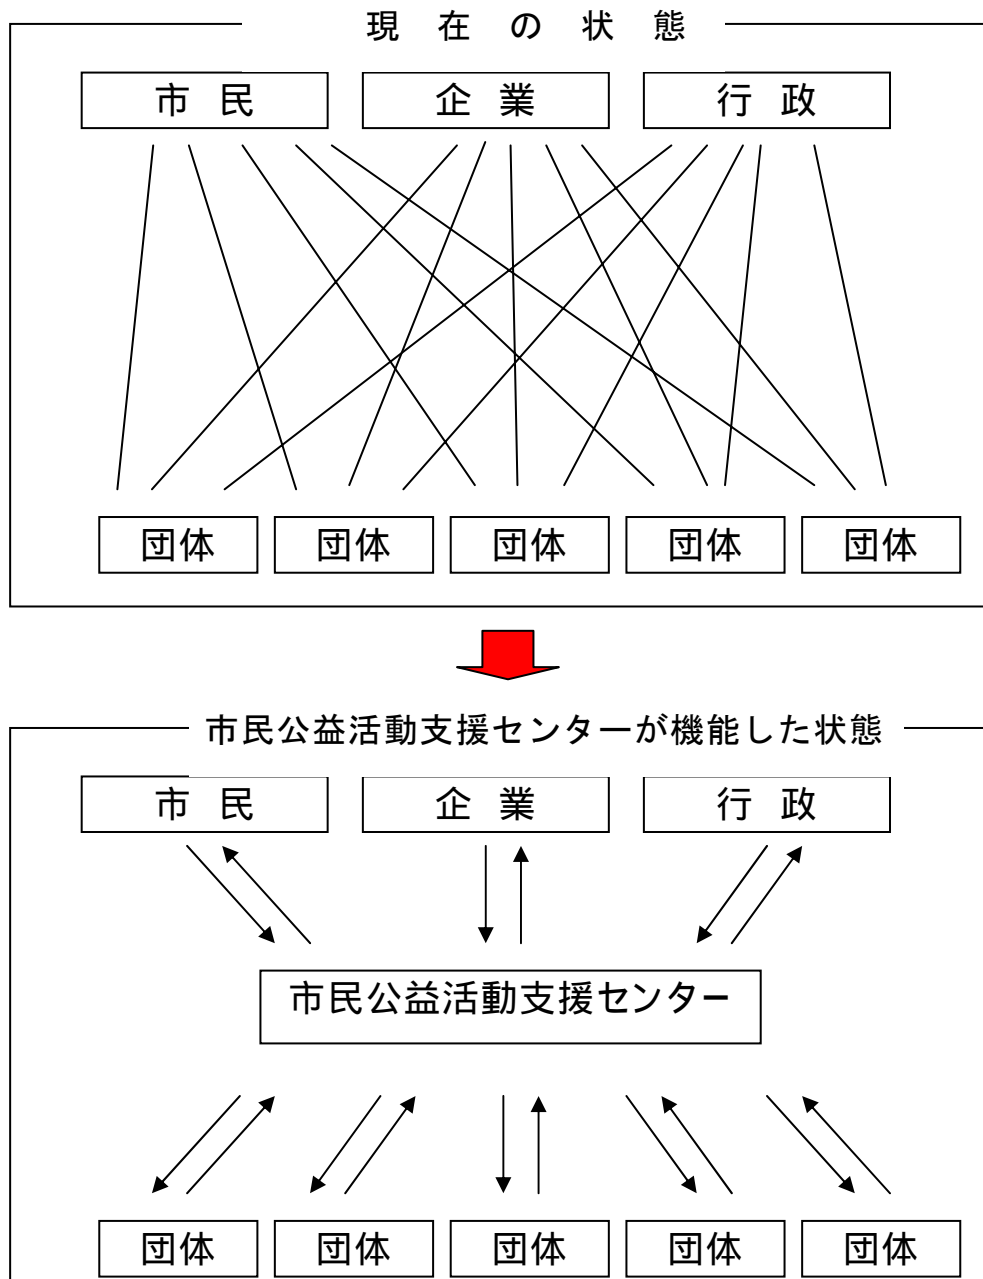 現在の状態
市民 企業 行政
団体 団体 団体 団体 団体
市民公益活動支援センターが機能した状態
市民 企業 行政
市民公益活動支援センター
団体 団体 団体 団体 団体